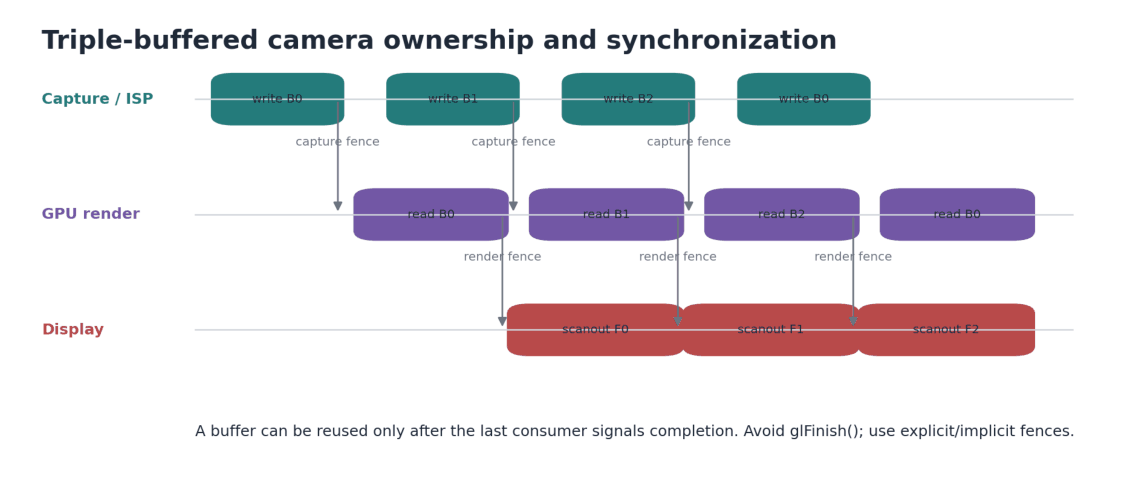 Triple-buffered camera ownership and synchronization
Capture / ISP
write B0
write B1
write B2
write B0
capture fence
capture fence
capture fence
GPU render
read B0
read B1
read B2
read B0
render fence
render fence
render fence
Display
scanout F0
scanout F1
scanout F2
A buffer can be reused only after the last consumer signals completion. Avoid glFinish(); use explicit/implicit fences.